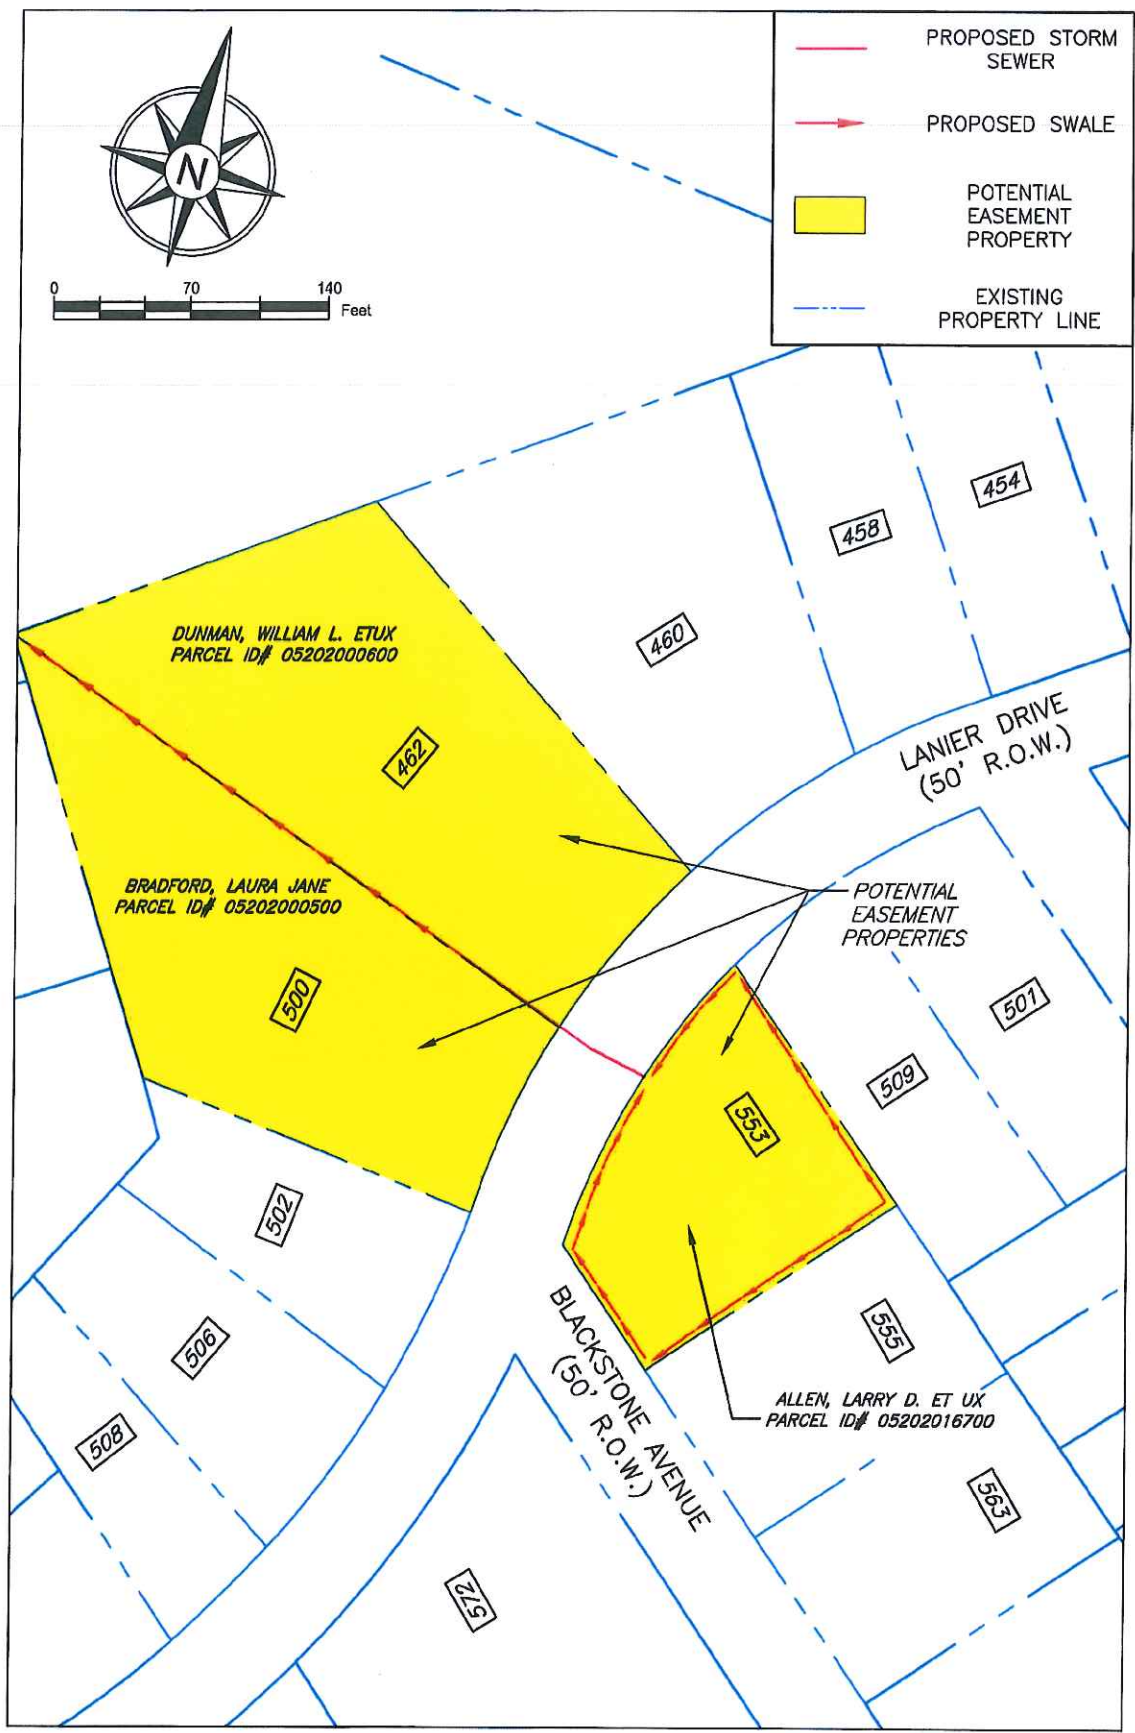 N
0 70 140
Feet
PROPOSED STORM
SEWER
PROPOSED SWALE
POTENTIAL
EASEMENT
PROPERTY
EXISTING
PROPERTY LINE
454
458
460
DUNMAN, WILLIAM L. ETUX
PARCEL ID# 05202000600
462
LANIER DRIVE
(50' R.O.W.)
BRADFORD, LAURA JANE
PARCEL ID# 05202000500
500
POTENTIAL
EASEMENT
PROPERTIES
501
509
553
502
506
508
BLACKSTONE AVENUE
(50' R.O.W.)
555
ALLEN, LARRY D. ET UX
PARCEL ID# 05202016700
563
572